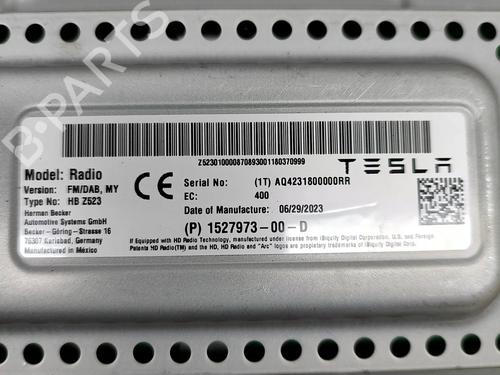 B-PARTS
Z523010000870893001180370999
TESLA
Model: Radio
Version: FM/DAB, MY
Type No: HB Z523
Herman Becker
Automotive Systems GmbH
Becker-Göring-Strasse 16
76307 Karlsbad, Germany
Manufactured in México
CE
Serial No: (1T) AQ4231800000RR
EC: 400
Date of Manufacture: 06/29/2023
(P) 1527973-00-D
If Equipped with HD Radio Technology, manufactured under license from iBiquity Digital Corporation. U.S. and Foreign
Patents HD Radio(TM) and the HD, HD Radio and "Arc" logos are proprietary trademarks of iBiquity Digital Corp.